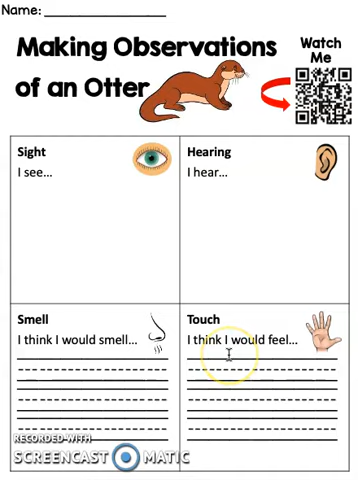 Name:
Making Observations
of an Otter
Watch
Me
Sight
I see...
Hearing
I hear...
Smell
I think I would smell...
Touch
I think I would feel...
RECORDED WITH
SCREENCAST MATIC